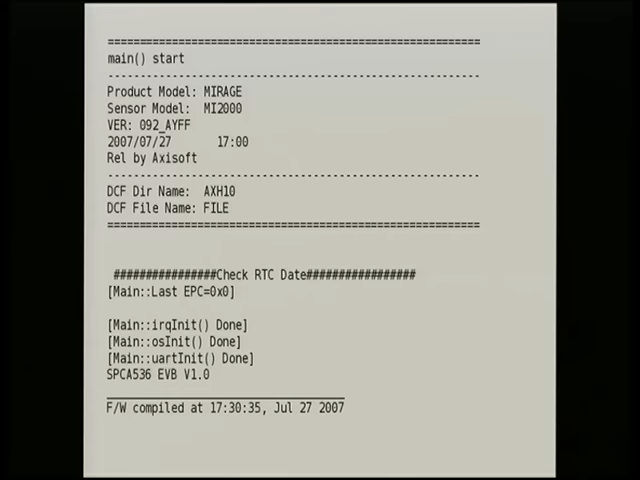 ==========================================================
main() start
----------------------------------------------------------
Product Model: MIRAGE
Sensor Model:  MI2000
VER: 092_AYFF
2007/07/27       17:00
Rel by Axisoft
----------------------------------------------------------
DCF Dir Name:  AXH10
DCF File Name: FILE
==========================================================
################Check RTC Date#################
[Main::Last EPC=0x0]
[Main::irqInit() Done]
[Main::osInit() Done]
[Main::uartInit() Done]
SPCA536 EVB V1.0
_____________________________________
F/W compiled at 17:30:35, Jul 27 2007